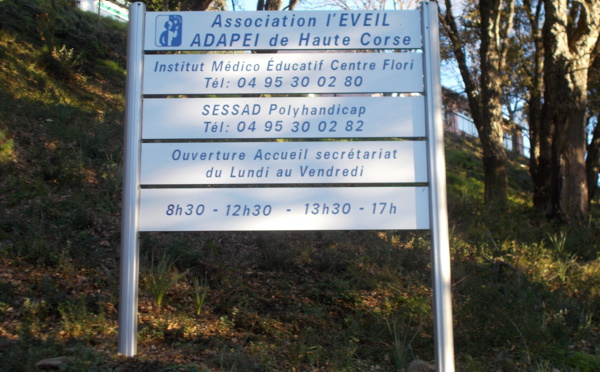 Association l'EVEIL
ADAPEI de Haute Corse
Institut Médico Éducatif Centre Flori
Tél: 04 95 30 02 80
SESSAD Polyhandicap
Tél: 04 95 30 02 82
Ouverture Accueil secrétariat
du Lundi au Vendredi
8h30 - 12h30 - 13h30 - 17h